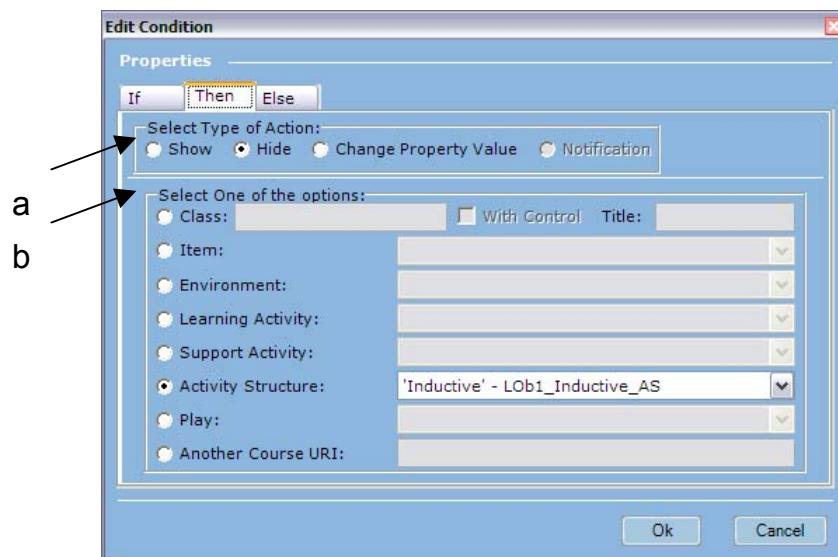 Edit Condition
Properties
If Then Else
Select Type of Action:
Show Hide Change Property Value Notification
a
Select One of the options:
b
Class: With Control Title:
Item:
Environment:
Learning Activity:
Support Activity:
Activity Structure: 'Inductive' - LOb1_Inductive_AS
Play:
Another Course URI:
Ok Cancel